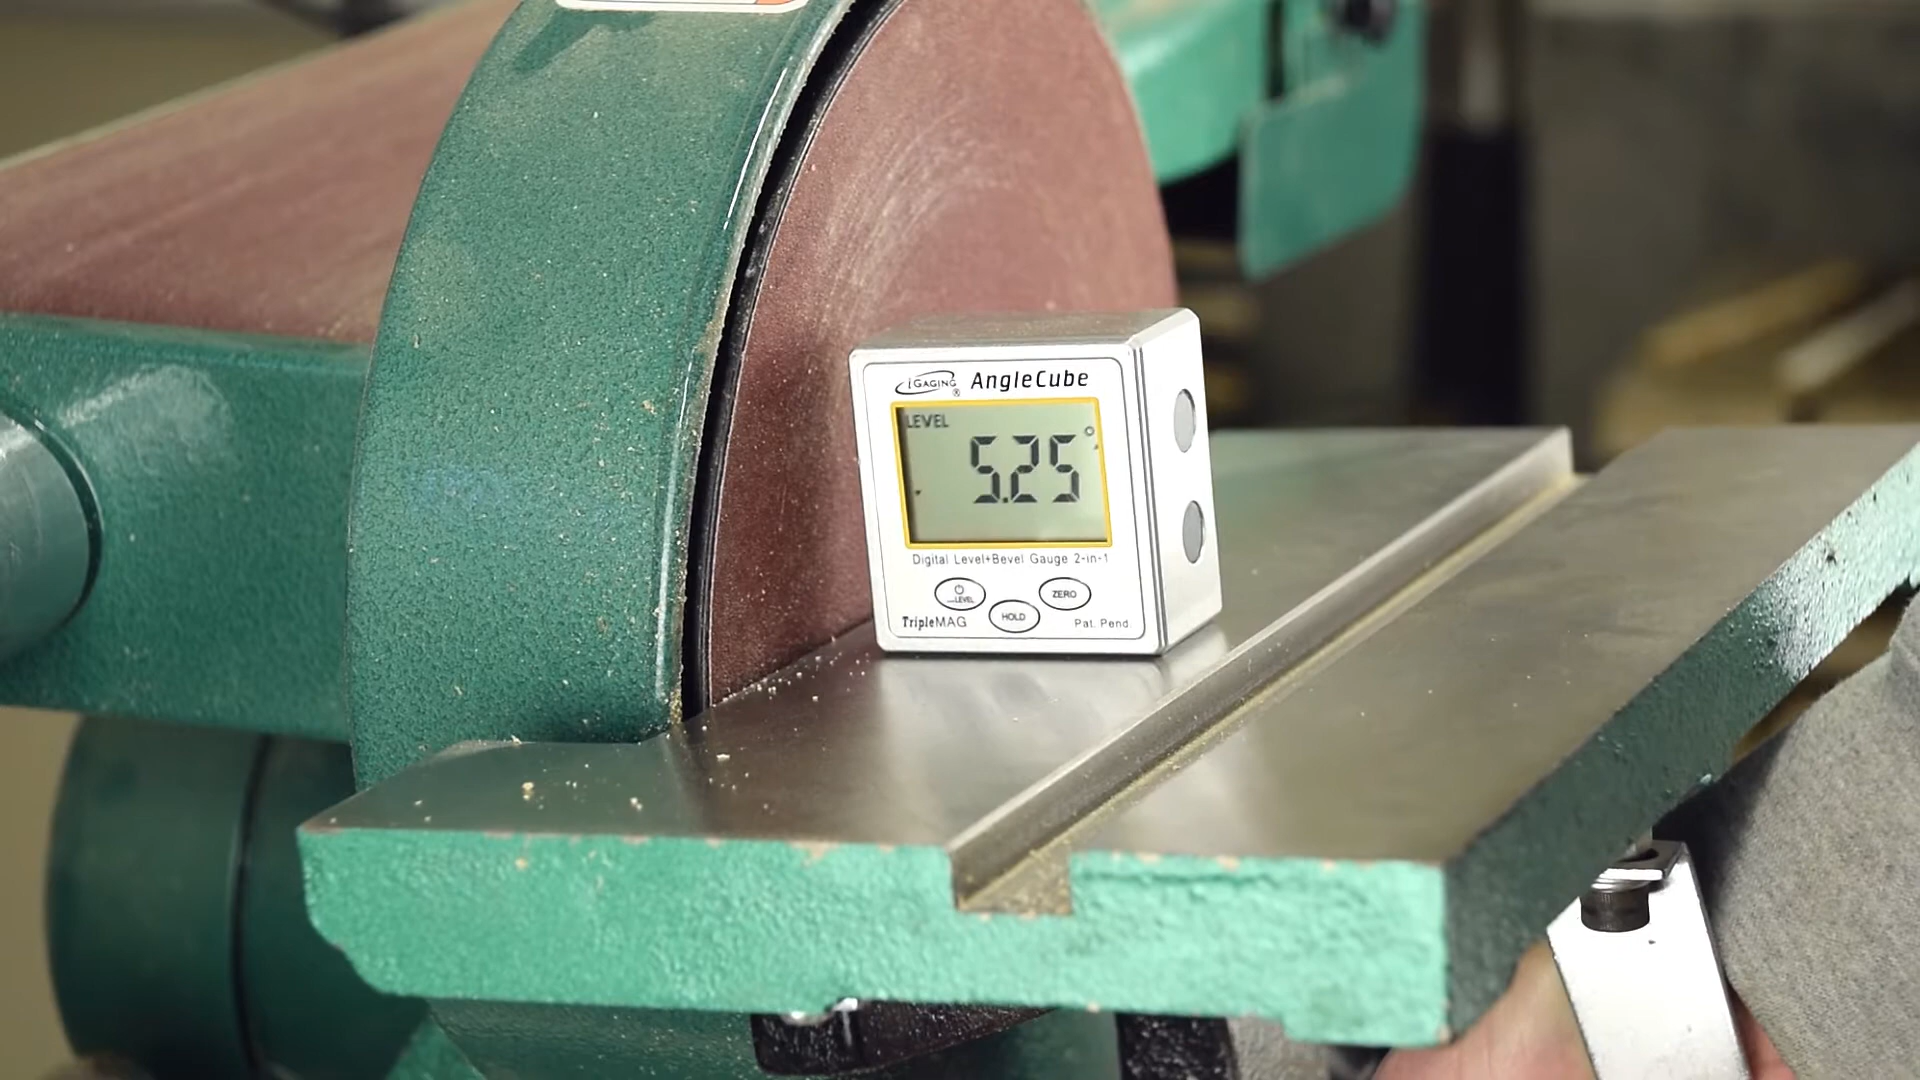 iGAGING® AngleCube
LEVEL
5.25°
Digital Level+Bevel Gauge 2-in-1
LEVEL
HOLD
ZERO
TripleMAG
Pat. Pend.